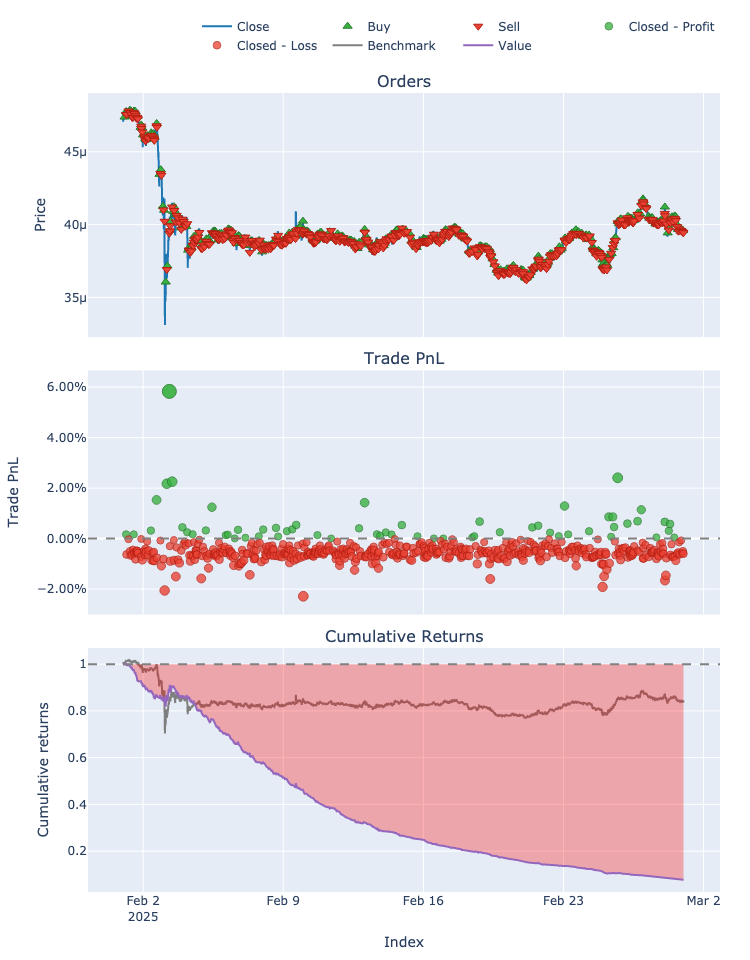 Close Buy Sell Closed - Profit
Closed - Loss Benchmark Value
Orders
45μ
40μ
35μ
Price
Trade PnL
6.00%
4.00%
2.00%
0.00%
−2.00%
Trade PnL
Cumulative Returns
1
0.8
0.6
0.4
0.2
Cumulative returns
Feb 2 Feb 9 Feb 16 Feb 23 Mar 2
2025
Index